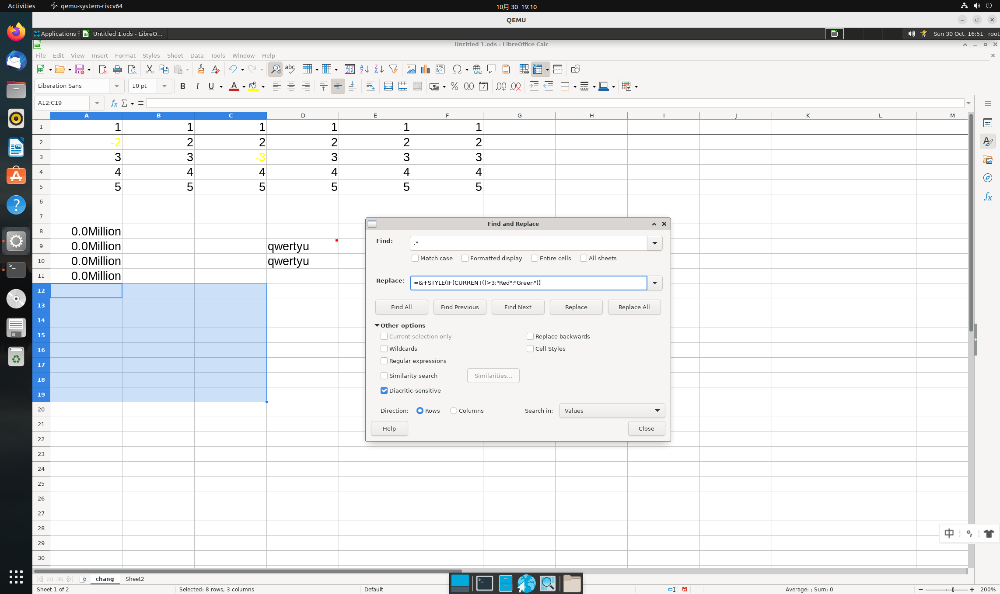 Activities qemu-system-riscv64 10月 30 19:10
QEMU
Applications Untitled 1.ods - LibreO... Sun 30 Oct, 16:51 root
Untitled 1.ods - LibreOffice Calc
File Edit View Insert Format Styles Sheet Data Tools Window Help
Liberation Sans 10 pt
A12:C19
A B C D E F G H I J K L M
1 1 1 1 1 1 1
2 -2 2 2 2 2 2
3 3 3 -3 3 3 3
4 4 4 4 4 4 4
5 5 5 5 5 5 5
6
7
8 0.0Million
9 0.0Million qwertyu
10 0.0Million qwertyu
11 0.0Million
12
13
14
15
16
17
18
19
20
21
22
23
24
25
26
27
28
29
30
Find and Replace
Find: .*
Match case Formatted display Entire cells All sheets
Replace: =&+STYLE(IF(CURRENT()>3;"Red";"Green"))
Find All Find Previous Find Next Replace Replace All
Other options
Current selection only Replace backwards
Wildcards Cell Styles
Regular expressions
Similarity search Similarities...
Diacritic-sensitive
Direction: Rows Columns Search in: Values
Help Close
中
chang Sheet2
Sheet 1 of 2 Selected: 8 rows, 3 columns Default Average: ; Sum: 0 200%